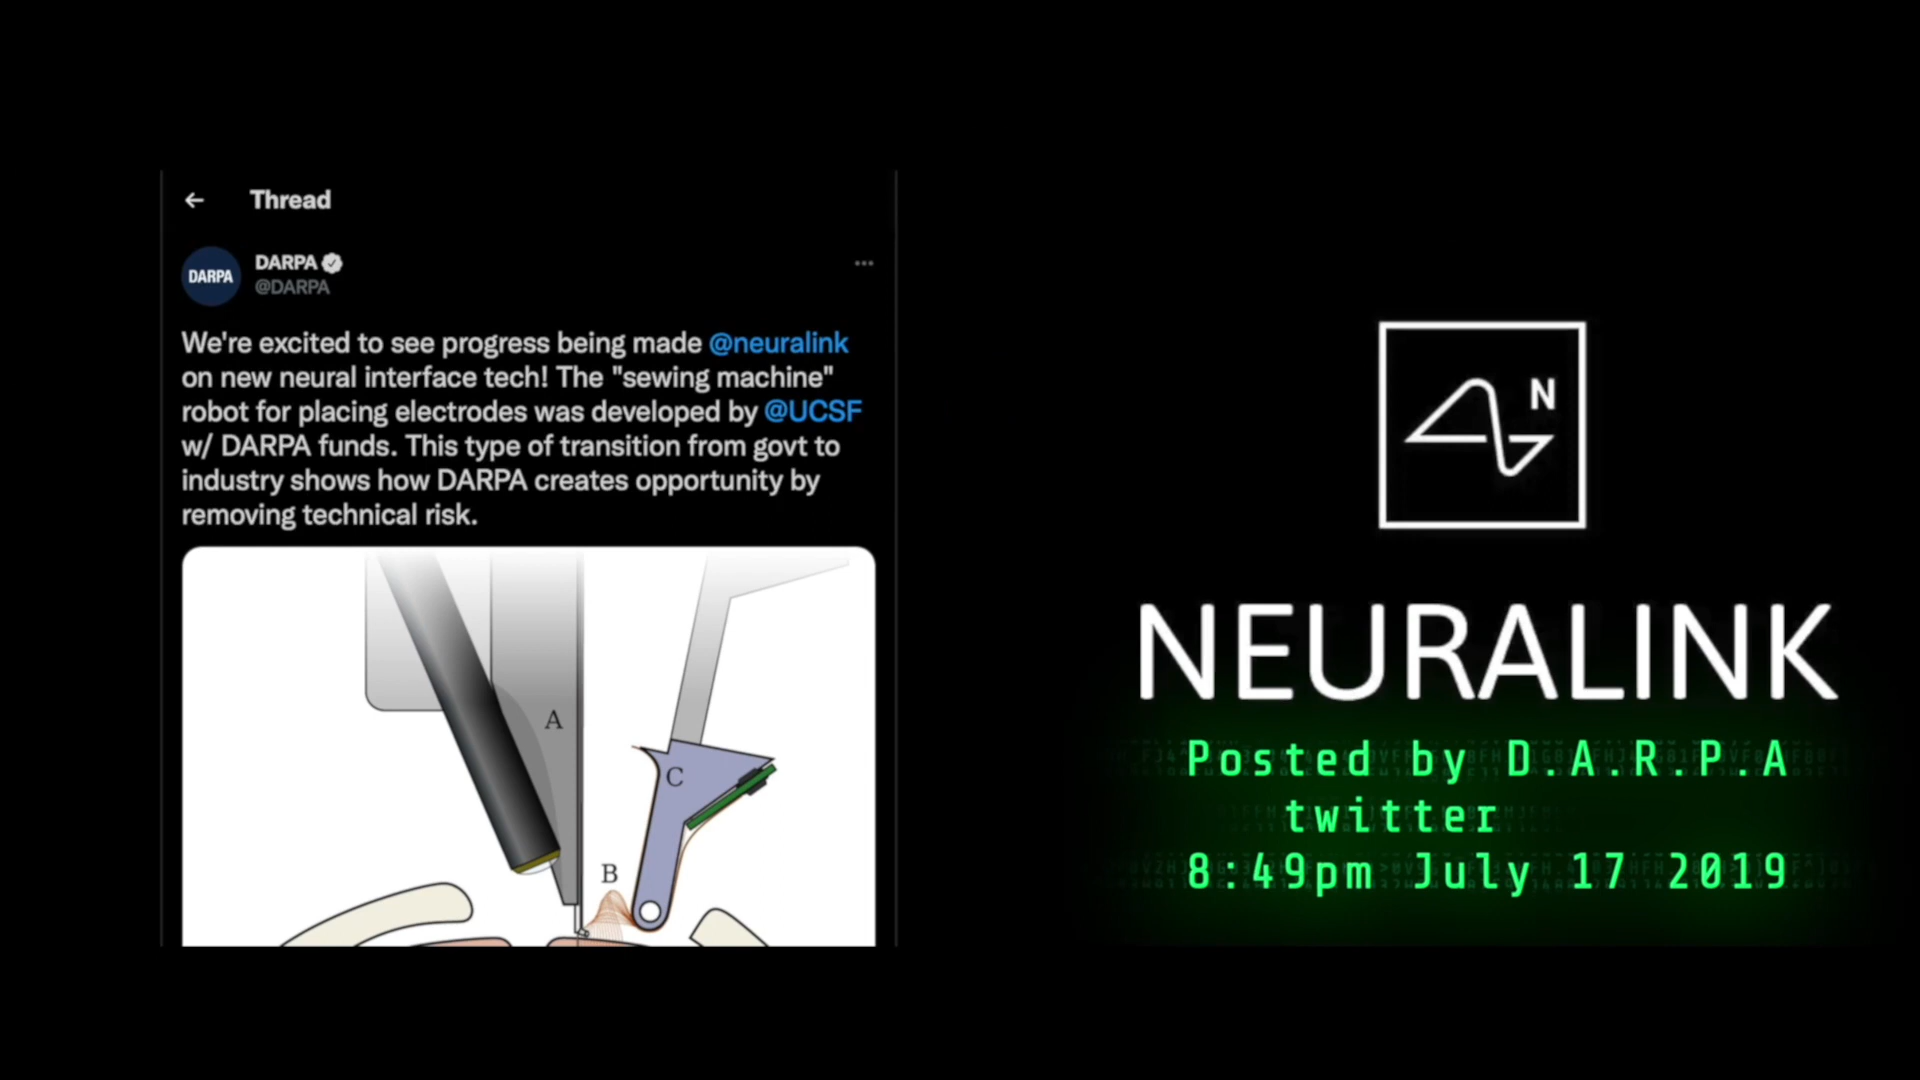 Thread
DARPA
DARPA
@DARPA
We're excited to see progress being made @neuralink
on new neural interface tech! The "sewing machine"
robot for placing electrodes was developed by @UCSF
w/ DARPA funds. This type of transition from govt to
industry shows how DARPA creates opportunity by
removing technical risk.
A
B
C
N
NEURALINK
Posted by D.A.R.P.A
twitter
8:49pm July 17 2019